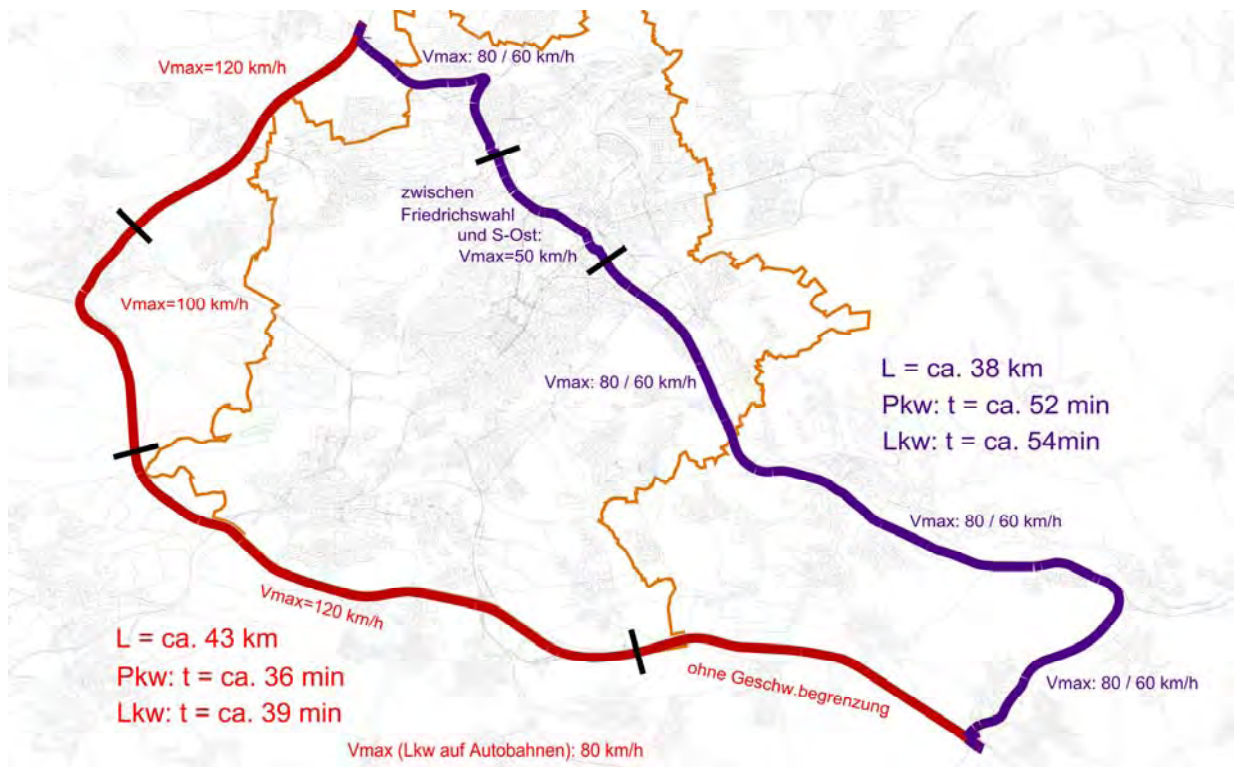 Vmax: 80 / 60 km/h
Vmax=120 km/h
zwischen
Friedrichswahl
und S-Ost:
Vmax=50 km/h
Vmax=100 km/h
Vmax: 80 / 60 km/h
L = ca. 38 km
Pkw: t = ca. 52 min
Lkw: t = ca. 54min
Vmax: 80 / 60 km/h
Vmax=120 km/h
L = ca. 43 km
Pkw: t = ca. 36 min
Lkw: t = ca. 39 min
ohne Geschw.begrenzung
Vmax: 80 / 60 km/h
Vmax (Lkw auf Autobahnen): 80 km/h